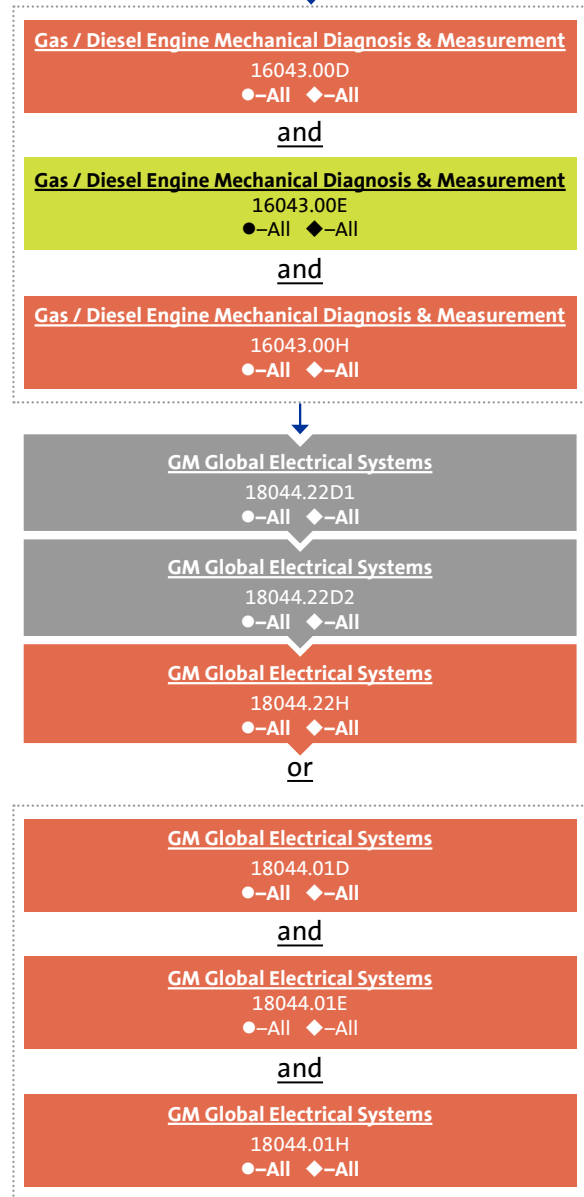 Gas / Diesel Engine Mechanical Diagnosis & Measurement
16043.00D
●–All ◆–All
and
Gas / Diesel Engine Mechanical Diagnosis & Measurement
16043.00E
●–All ◆–All
and
Gas / Diesel Engine Mechanical Diagnosis & Measurement
16043.00H
●–All ◆–All
GM Global Electrical Systems
18044.22D1
●–All ◆–All
GM Global Electrical Systems
18044.22D2
●–All ◆–All
GM Global Electrical Systems
18044.22H
●–All ◆–All
or
GM Global Electrical Systems
18044.01D
●–All ◆–All
and
GM Global Electrical Systems
18044.01E
●–All ◆–All
and
GM Global Electrical Systems
18044.01H
●–All ◆–All